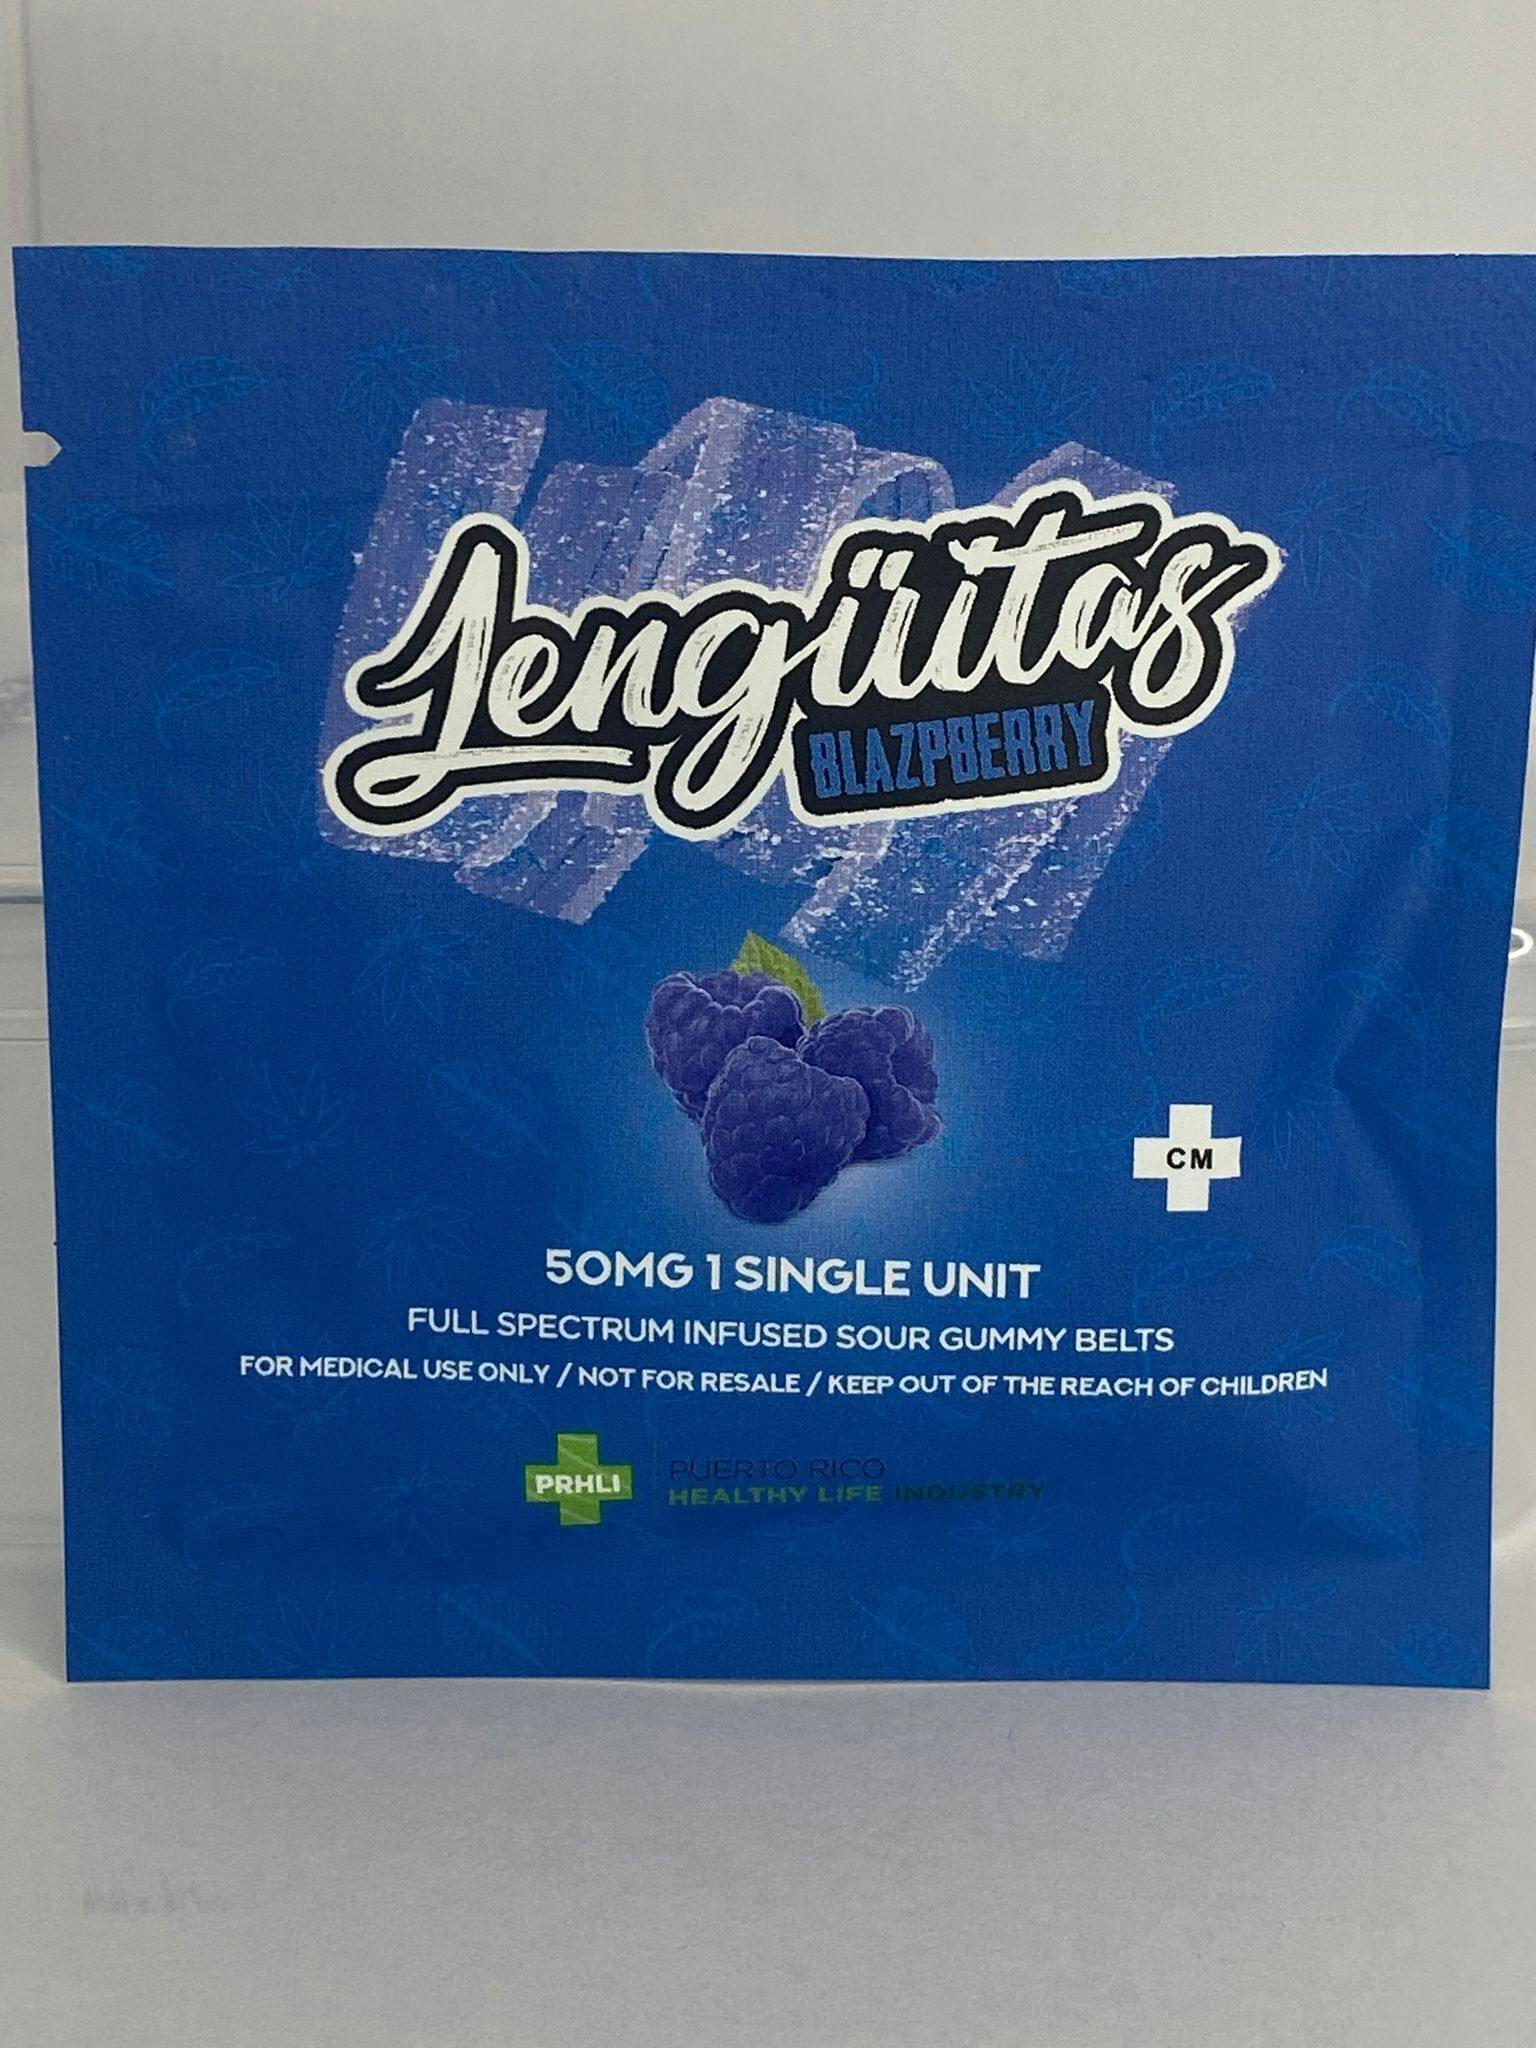 Lengüitas
BLAZPBERRY
CM
50MG 1 SINGLE UNIT
FULL SPECTRUM INFUSED SOUR GUMMY BELTS
FOR MEDICAL USE ONLY / NOT FOR RESALE / KEEP OUT OF THE REACH OF CHILDREN
PRHLI
PUERTO RICO
HEALTHY LIFE INDUSTRY